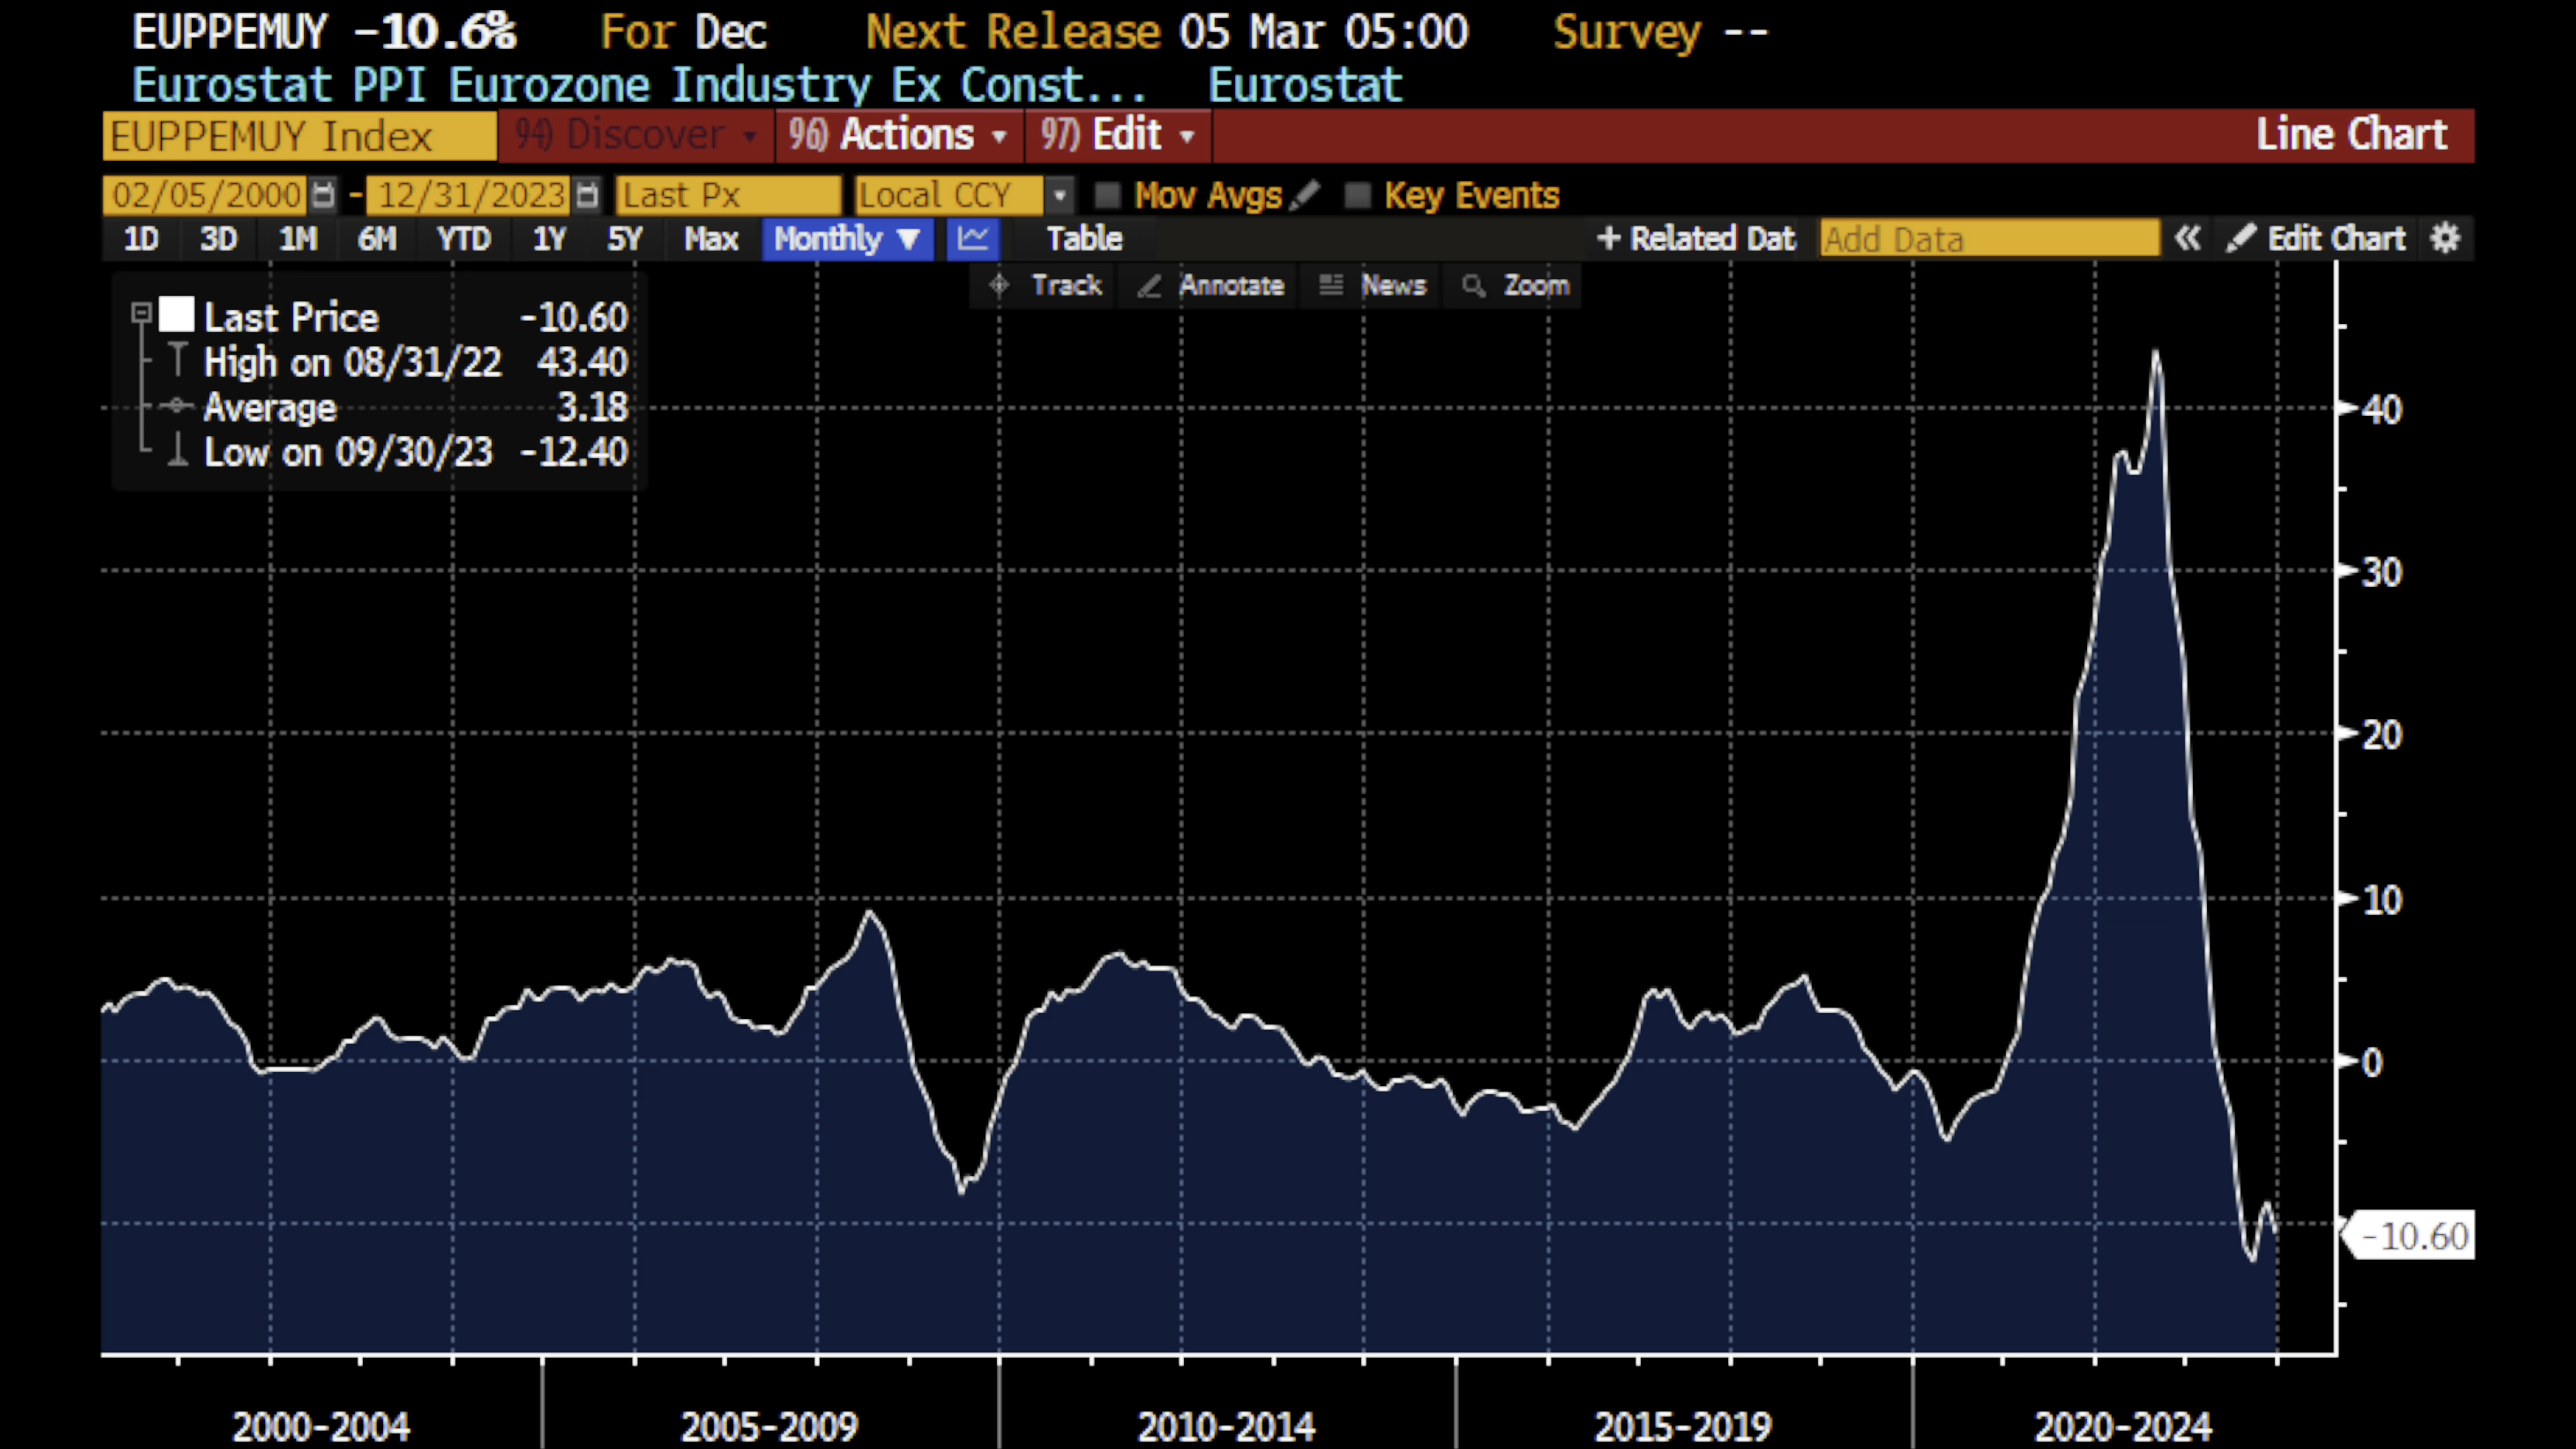 EUPPEMUY -10.6% For Dec Next Release 05 Mar 05:00 Survey --
Eurostat PPI Eurozone Industry Ex Const... Eurostat
EUPPEMUY Index 94) Discover 96) Actions 97) Edit Line Chart
02/05/2000 - 12/31/2023 Last Px Local CCY Mov Avgs Key Events
1D 3D 1M 6M YTD 1Y 5Y Max Monthly ▼ Table + Related Dat Add Data « Edit Chart
Track Annotate News Zoom
Last Price -10.60
High on 08/31/22 43.40
Average 3.18
Low on 09/30/23 -12.40
40
30
20
10
0
-10.60
2000-2004 2005-2009 2010-2014 2015-2019 2020-2024